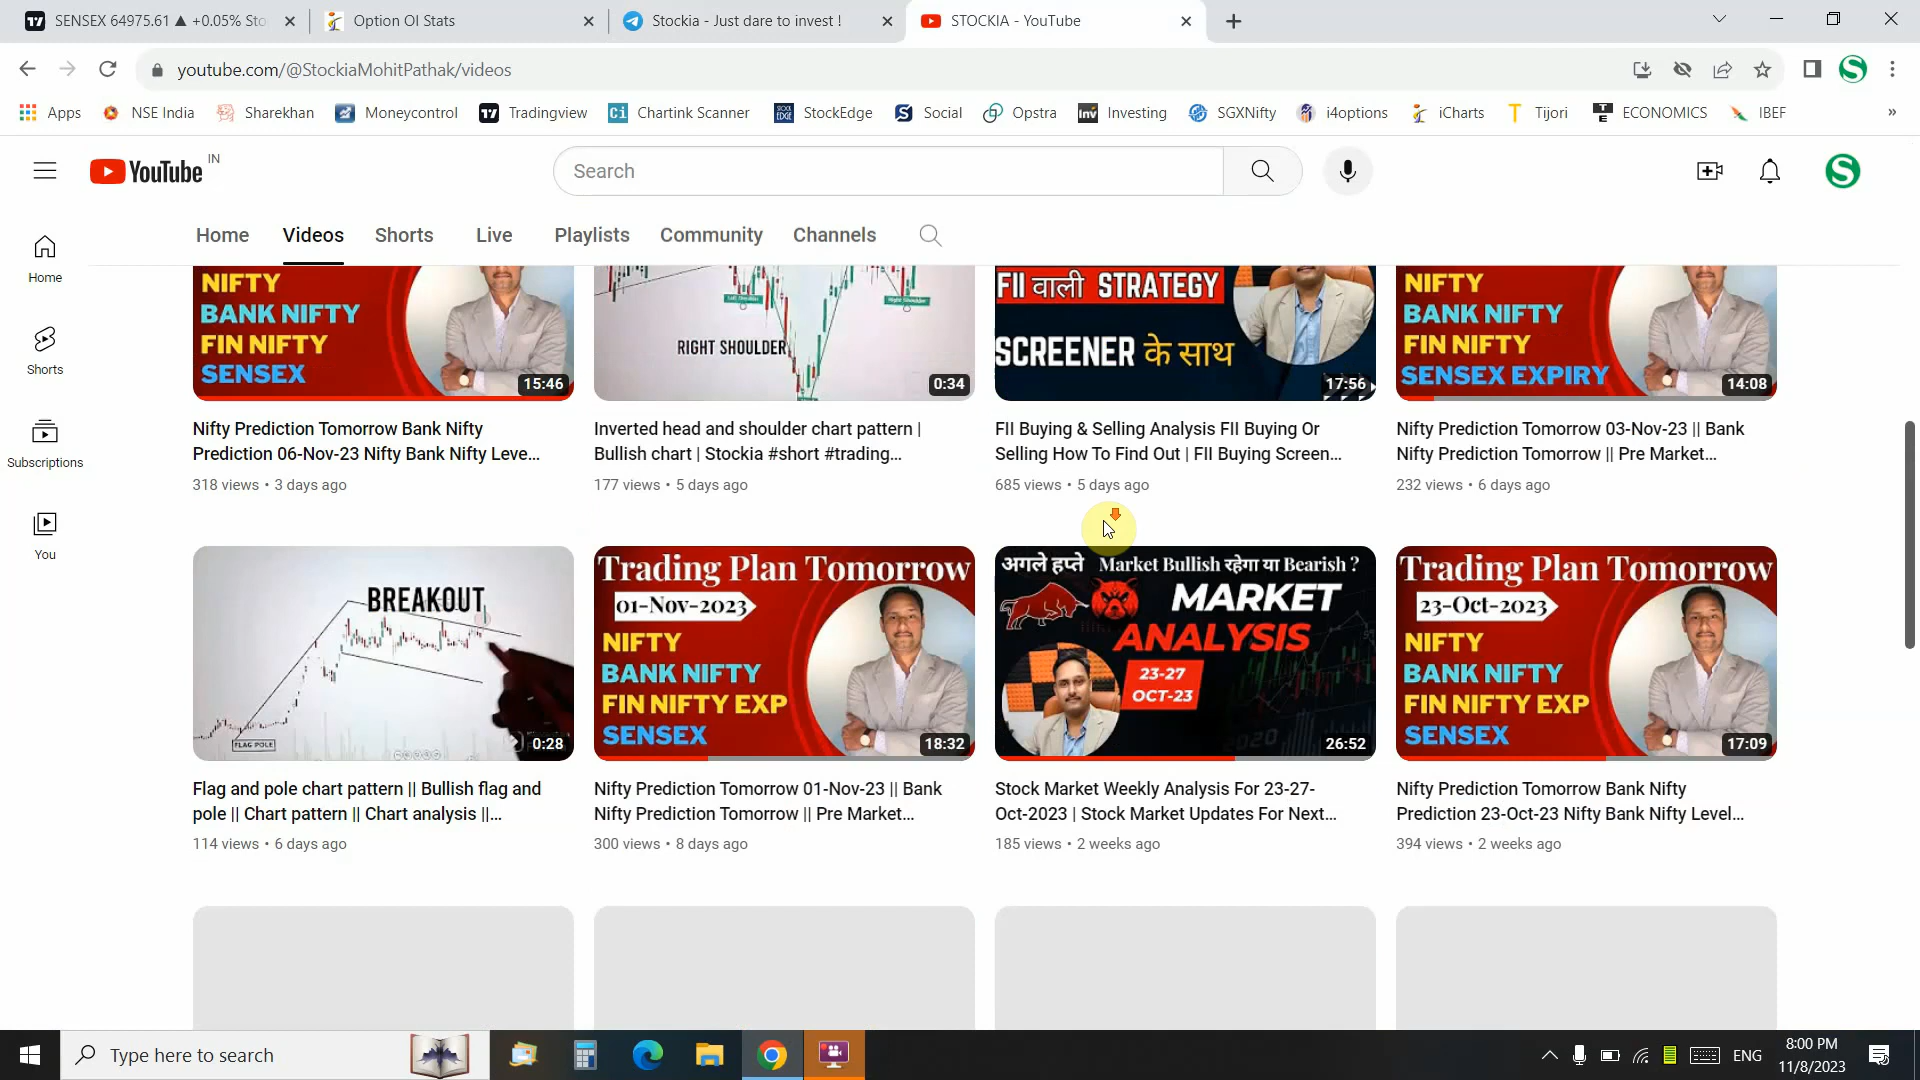 SENSEX 64975.61 ▲ +0.05% Sto
Option OI Stats
Stockia - Just dare to invest !
STOCKIA - YouTube
youtube.com/@StockiaMohitPathak/videos
Apps
NSE India
Sharekhan
Moneycontrol
Tradingview
Chartink Scanner
StockEdge
Social
Opstra
Investing
SGXNifty
i4options
iCharts
Tijori
ECONOMICS
IBEF
»
YouTube IN
Search
S
Home
Videos
Shorts
Live
Playlists
Community
Channels
Home
Shorts
Subscriptions
You
NIFTY
BANK NIFTY
FIN NIFTY
SENSEX
15:46
RIGHT SHOULDER
Right Shoulder
0:34
FII वाली STRATEGY
SCREENER के साथ
17:56
NIFTY
BANK NIFTY
FIN NIFTY
SENSEX EXPIRY
14:08
Nifty Prediction Tomorrow Bank Nifty
Prediction 06-Nov-23 Nifty Bank Nifty Leve...
318 views • 3 days ago
Inverted head and shoulder chart pattern |
Bullish chart | Stockia #short #trading...
177 views • 5 days ago
FII Buying & Selling Analysis FII Buying Or
Selling How To Find Out | FII Buying Screen...
685 views • 5 days ago
Nifty Prediction Tomorrow 03-Nov-23 || Bank
Nifty Prediction Tomorrow || Pre Market...
232 views • 6 days ago
BREAKOUT
FLAG POLE
0:28
Trading Plan Tomorrow
01-Nov-2023
NIFTY
BANK NIFTY
FIN NIFTY EXP
SENSEX
18:32
अगले हफ्ते Market Bullish रहेगा या Bearish ?
MARKET
ANALYSIS
23-27
OCT-23
2020
26:52
Trading Plan Tomorrow
23-Oct-2023
NIFTY
BANK NIFTY
FIN NIFTY EXP
SENSEX
17:09
Flag and pole chart pattern || Bullish flag and
pole || Chart pattern || Chart analysis ||...
114 views • 6 days ago
Nifty Prediction Tomorrow 01-Nov-23 || Bank
Nifty Prediction Tomorrow || Pre Market...
300 views • 8 days ago
Stock Market Weekly Analysis For 23-27-
Oct-2023 | Stock Market Updates For Next...
185 views • 2 weeks ago
Nifty Prediction Tomorrow Bank Nifty
Prediction 23-Oct-23 Nifty Bank Nifty Level...
394 views • 2 weeks ago
Type here to search
ENG
8:00 PM
11/8/2023